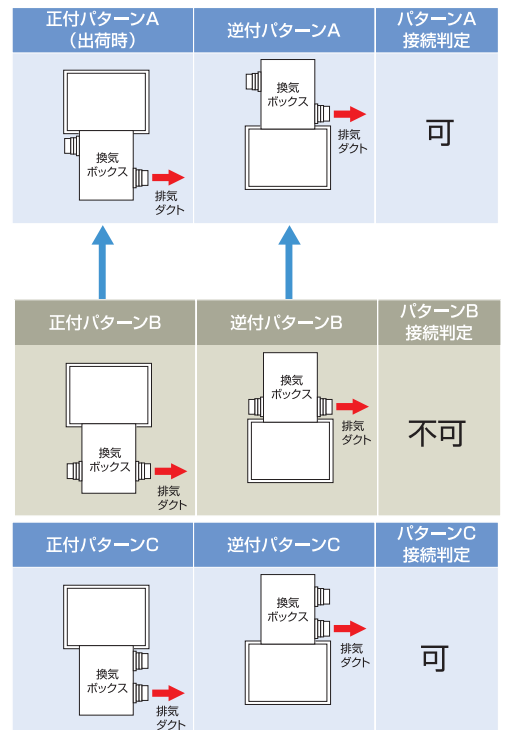 正付パターンA
（出荷時）
逆付パターンA
パターンA
接続判定
換気
ボックス
排気
ダクト
換気
ボックス
排気
ダクト
可
正付パターンB
逆付パターンB
パターンB
接続判定
換気
ボックス
排気
ダクト
換気
ボックス
排気
ダクト
不可
正付パターンC
逆付パターンC
パターンC
接続判定
換気
ボックス
排気
ダクト
換気
ボックス
排気
ダクト
可